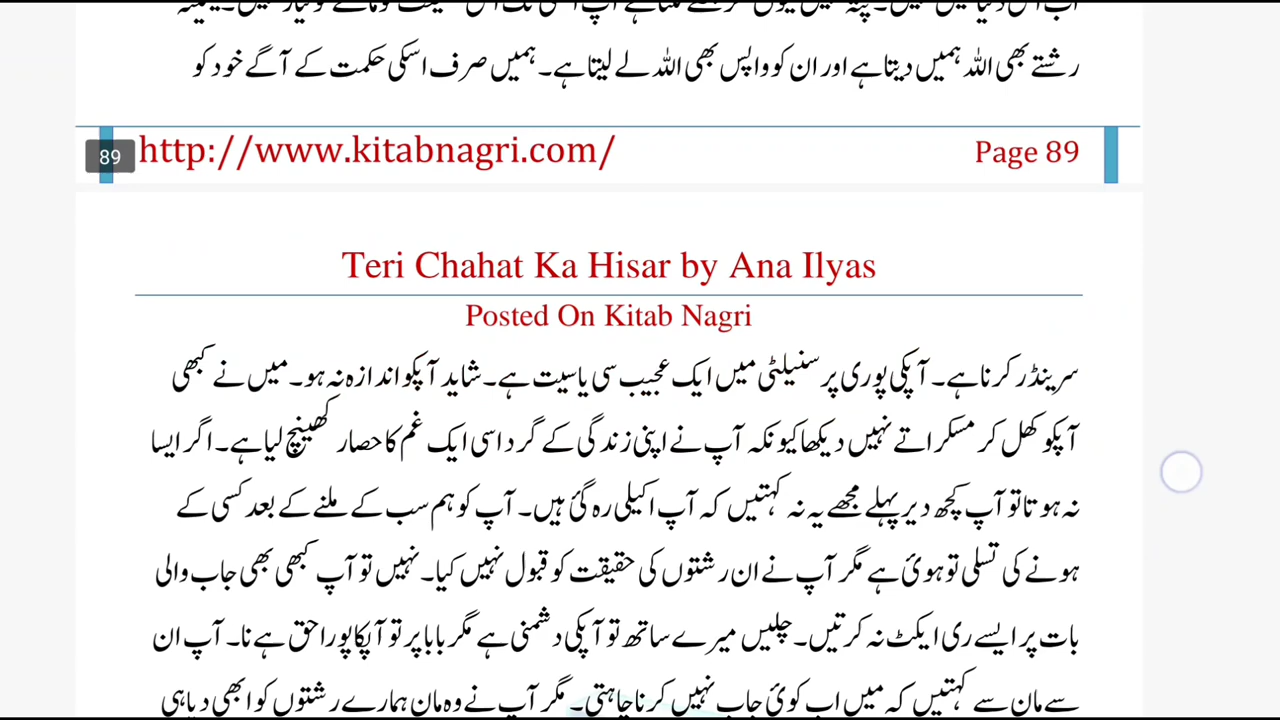 رشتے بھی اللہ ہمیں دیتا ہے اور ان کو واپس بھی اللہ لے لیتا ہے۔ ہمیں صرف اسکی حکمت کے آگے خود کو
89
http://www.kitabnagri.com/
Page 89
Teri Chahat Ka Hisar by Ana Ilyas
Posted On Kitab Nagri
سرینڈر کرنا ہے۔ آپکی پوری پرسنیلٹی میں ایک عجیب سی یاسیت ہے۔ شاید آپکو اندازہ نہ ہو۔ میں نے کبھی
آپکو کھل کر مسکراتے نہیں دیکھا کیونکہ آپ نے اپنی زندگی کے گرد اسی ایک غم کا حصار کھینچ لیا ہے۔ اگر ایسا
نہ ہوتا تو آپ کچھ دیر پہلے مجھے یہ نہ کہتیں کہ آپ اکیلی رہ گئ ہیں۔ آپ کو ہم سب کے ملنے کے بعد کسی کے
ہونے کی تسلی تو ہوئ ہے مگر آپ نے ان رشتوں کی حقیقت کو قبول نہیں کیا۔ نہیں تو آپ کبھی بھی جاب والی
بات پر ایسے ری ایکٹ نہ کرتیں۔ چلیں میرے ساتھ تو آپکی دشمنی ہے مگر بابا پر تو آپکا پورا حق ہے نا۔ آپ ان
سے مان سے کہتیں کہ میں اب کوئ جاب نہیں کرنا چاہتی۔ مگر آپ نے وہ مان ہمارے رشتوں کو ابھی دیا ہی